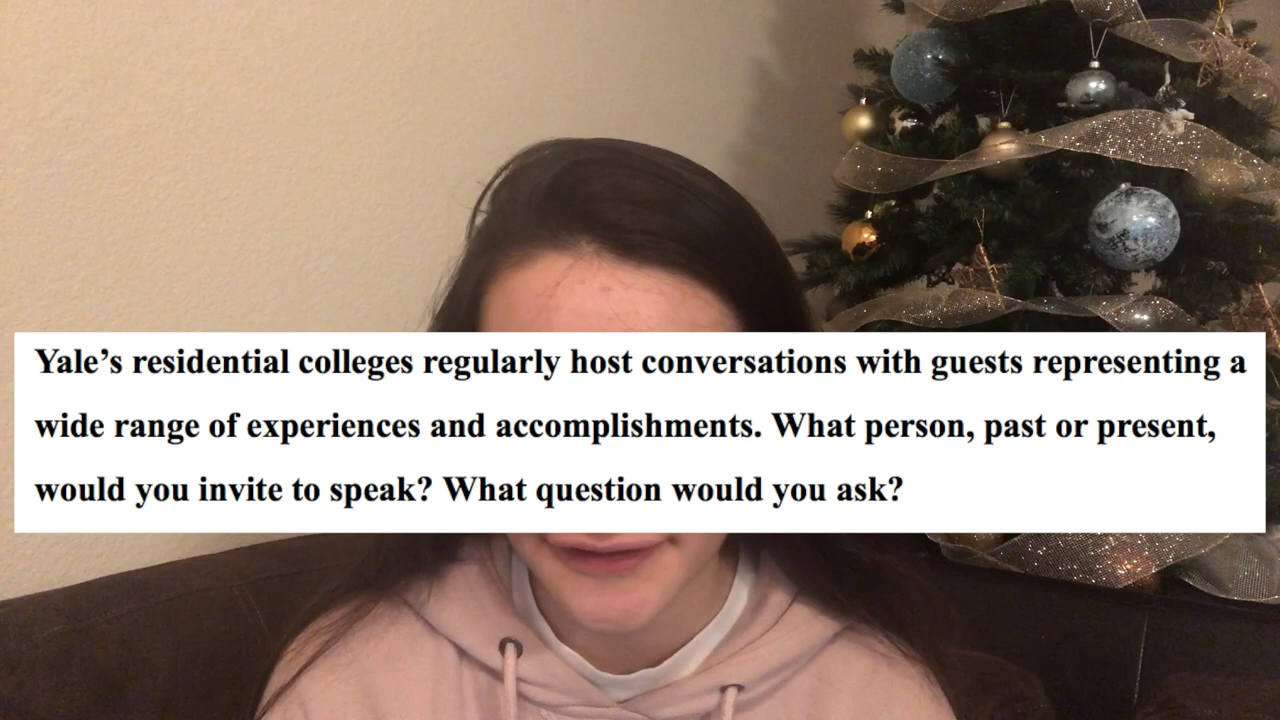 Yale’s residential colleges regularly host conversations with guests representing a
wide range of experiences and accomplishments. What person, past or present,
would you invite to speak? What question would you ask?